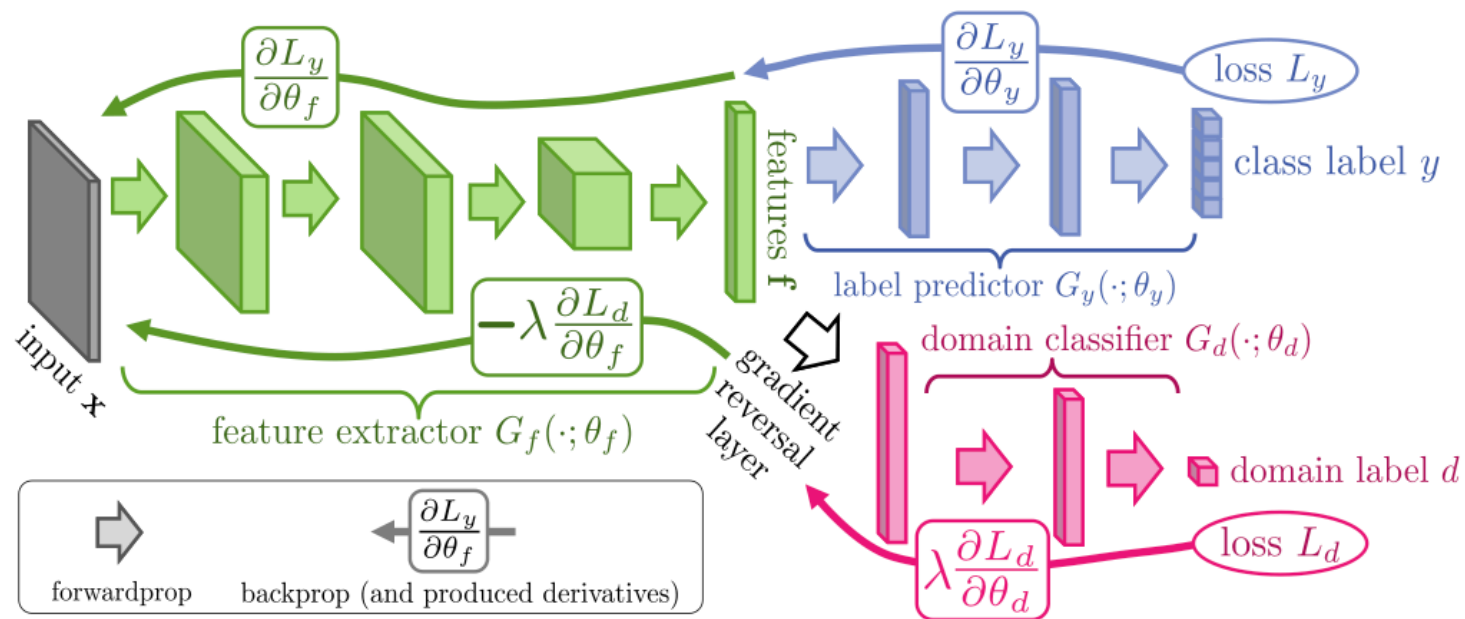 ∂L_y
∂θ_f
∂L_y
∂θ_y
loss L_y
features f
class label y
label predictor G_y(·; θ_y)
input x
−λ ∂L_d
∂θ_f
feature extractor G_f(·; θ_f)
gradient
reversal
layer
domain classifier G_d(·; θ_d)
domain label d
loss L_d
λ ∂L_d
∂θ_d
∂L_y
∂θ_f
forwardprop
backprop (and produced derivatives)